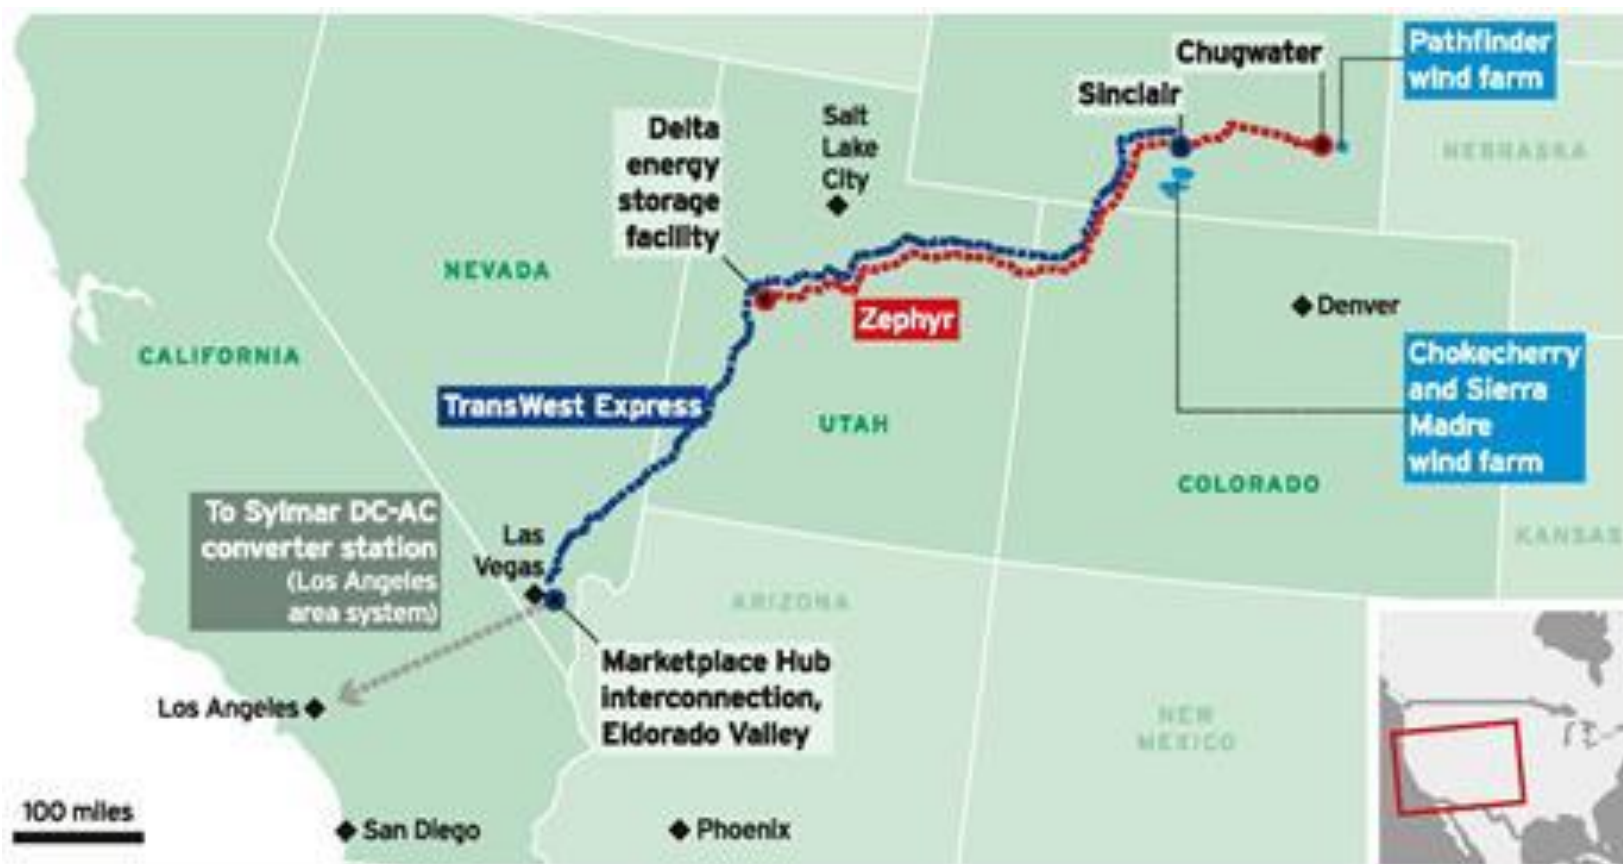 Pathfinder
wind farm
Chugwater
Sinclair
Salt
Lake
City
Delta
energy
storage
facility
NEBRASKA
NEVADA
Zephyr
Denver
CALIFORNIA
Chokecherry
and Sierra
Madre
wind farm
TransWest Express
UTAH
COLORADO
To Sylmar DC-AC
converter station
(Los Angeles
area system)
Las
Vegas
KANSAS
ARIZONA
Marketplace Hub
interconnection,
Eldorado Valley
Los Angeles
NEW
MEXICO
100 miles
San Diego
Phoenix